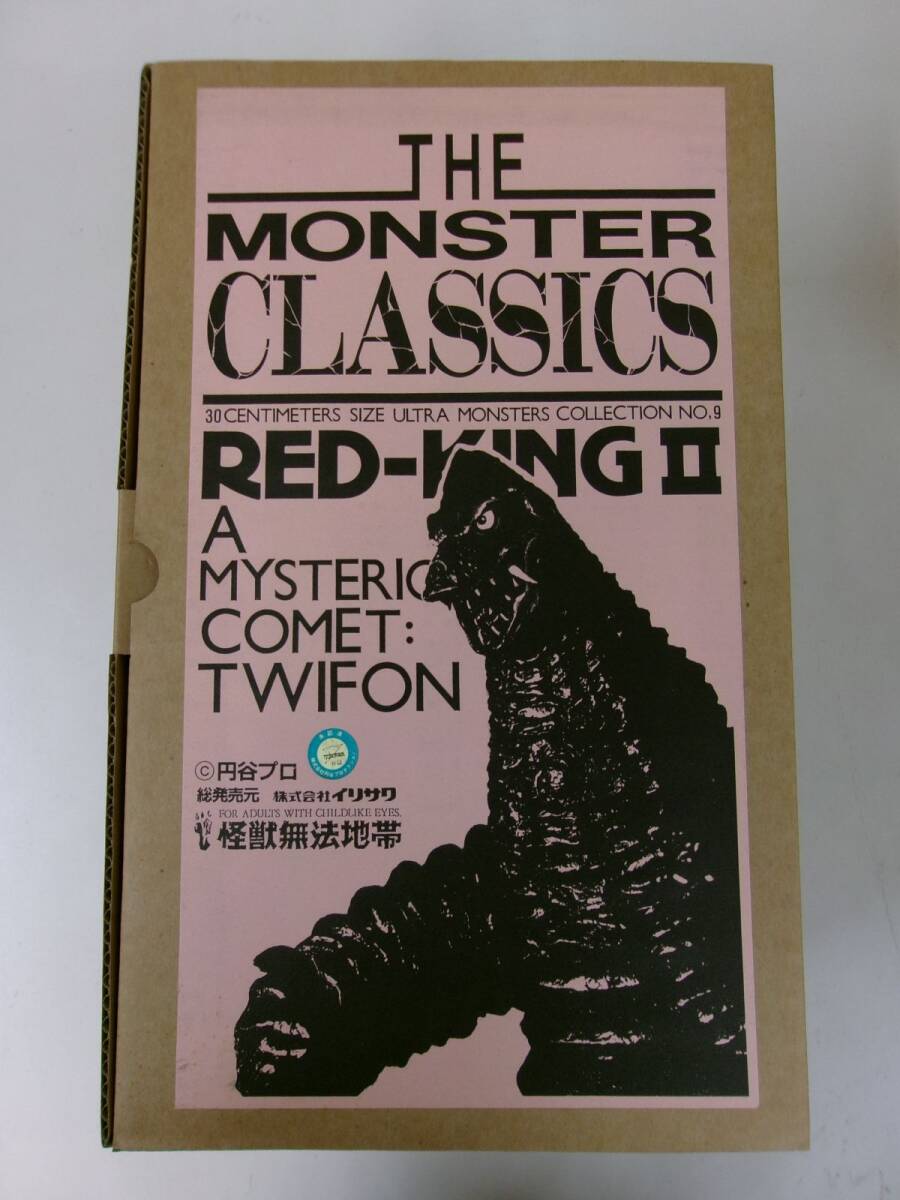 THE
MONSTER
CLASSICS
30 CENTIMETERS SIZE ULTRA MONSTERS COLLECTION NO.9
RED-KING II
A
MYSTERIC
COMET:
TWIFON
©円谷プロ
総発売元 株式会社イリサワ
FOR ADULTS WITH CHILDLIKE EYES.
怪獣無法地帯